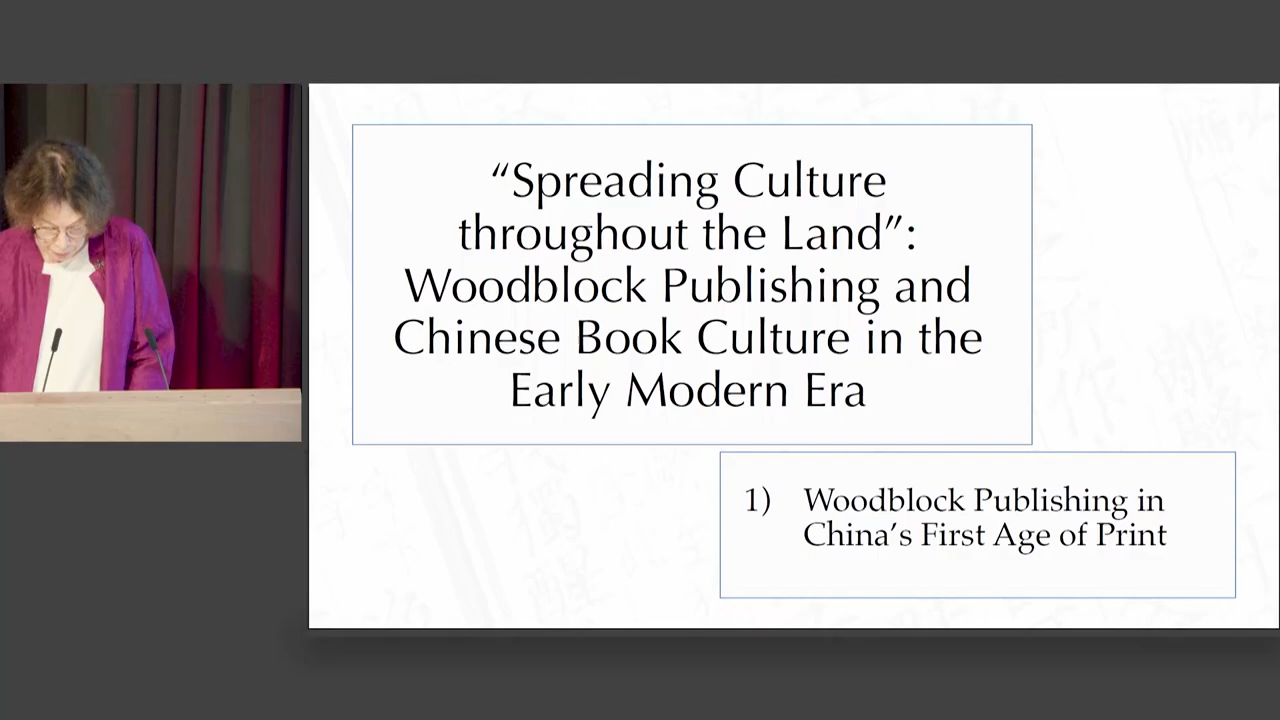 “Spreading Culture
throughout the Land”:
Woodblock Publishing and
Chinese Book Culture in the
Early Modern Era
1) Woodblock Publishing in
China’s First Age of Print